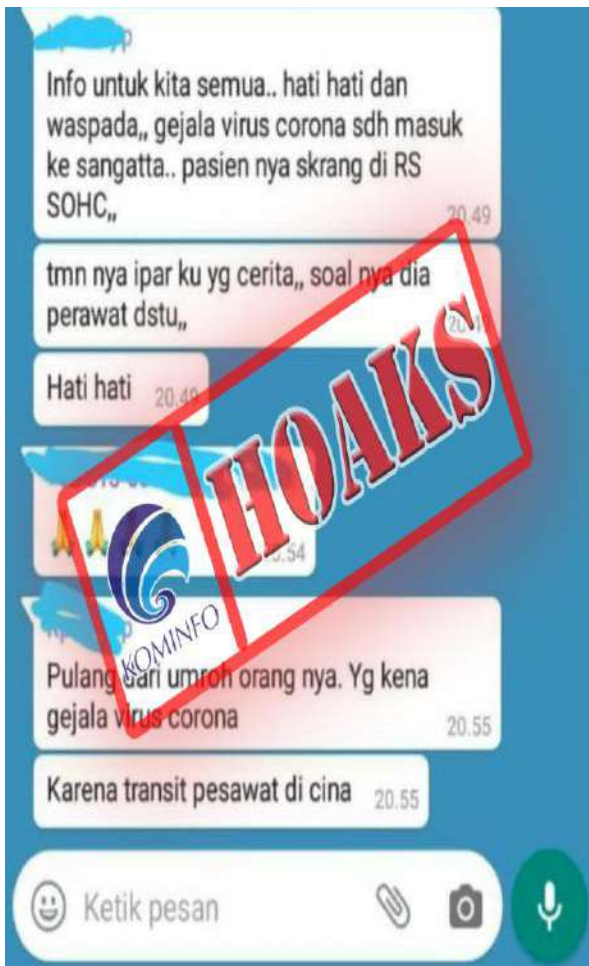 Info untuk kita semua.. hati hati dan
waspada,, gejala virus corona sdh masuk
ke sangatta.. pasien nya skrang di RS
SOHC,,
20.49
tmn nya ipar ku yg cerita,, soal nya dia
perawat dstu,,
Hati hati
20.49
HOAKS
KOMINFO
Pulang dari umroh orang nya. Yg kena
gejala virus corona
20.55
Karena transit pesawat di cina
20.55
Ketik pesan